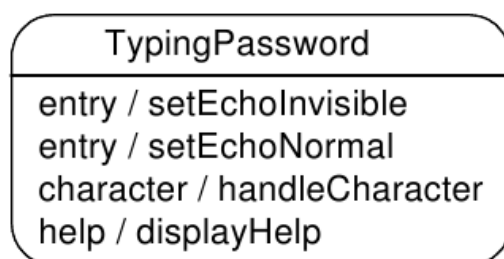 TypingPassword
entry / setEchoInvisible
entry / setEchoNormal
character / handleCharacter
help / displayHelp